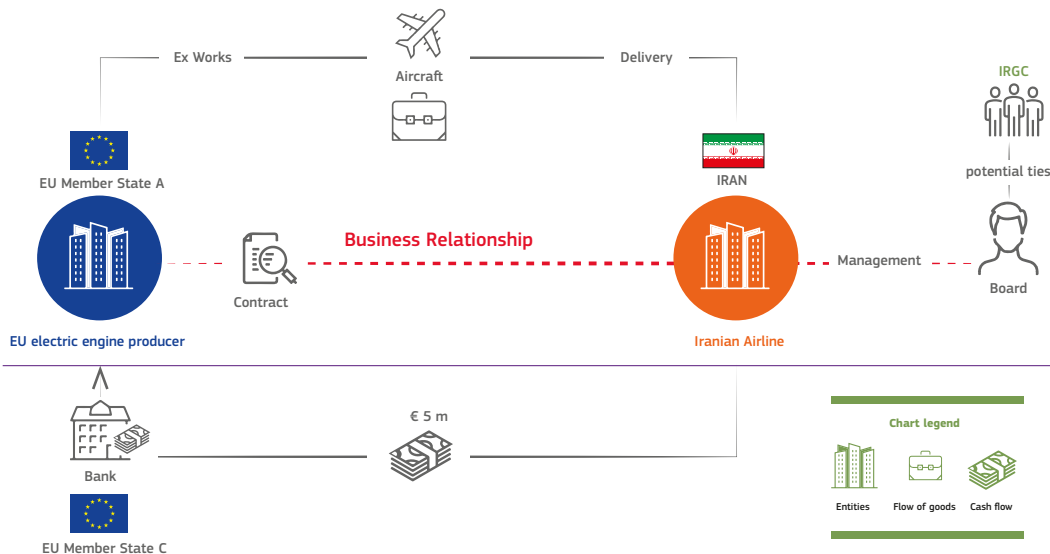 Ex Works
Aircraft
Delivery
IRGC
potential ties
EU Member State A
IRAN
Business Relationship
Contract
Management
Board
EU electric engine producer
Iranian Airline
€ 5 m
Bank
EU Member State C
Chart legend
Entities
Flow of goods
Cash flow